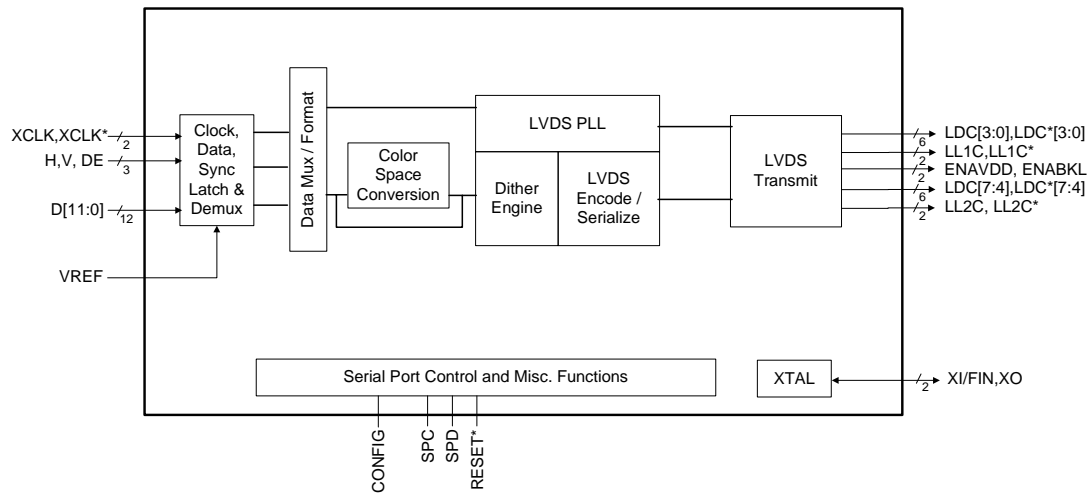 XCLK,XCLK*
2
H,V, DE
3
D[11:0]
12
VREF
Clock,
Data,
Sync
Latch &
Demux
Data Mux / Format
Color
Space
Conversion
LVDS PLL
Dither
Engine
LVDS
Encode /
Serialize
LVDS
Transmit
LDC[3:0],LDC*[3:0]
6
LL1C,LL1C*
2
ENAVDD, ENABKL
2
LDC[7:4],LDC*[7:4]
6
LL2C, LL2C*
2
Serial Port Control and Misc. Functions
XTAL
2
XI/FIN,XO
CONFIG
SPC
SPD
RESET*